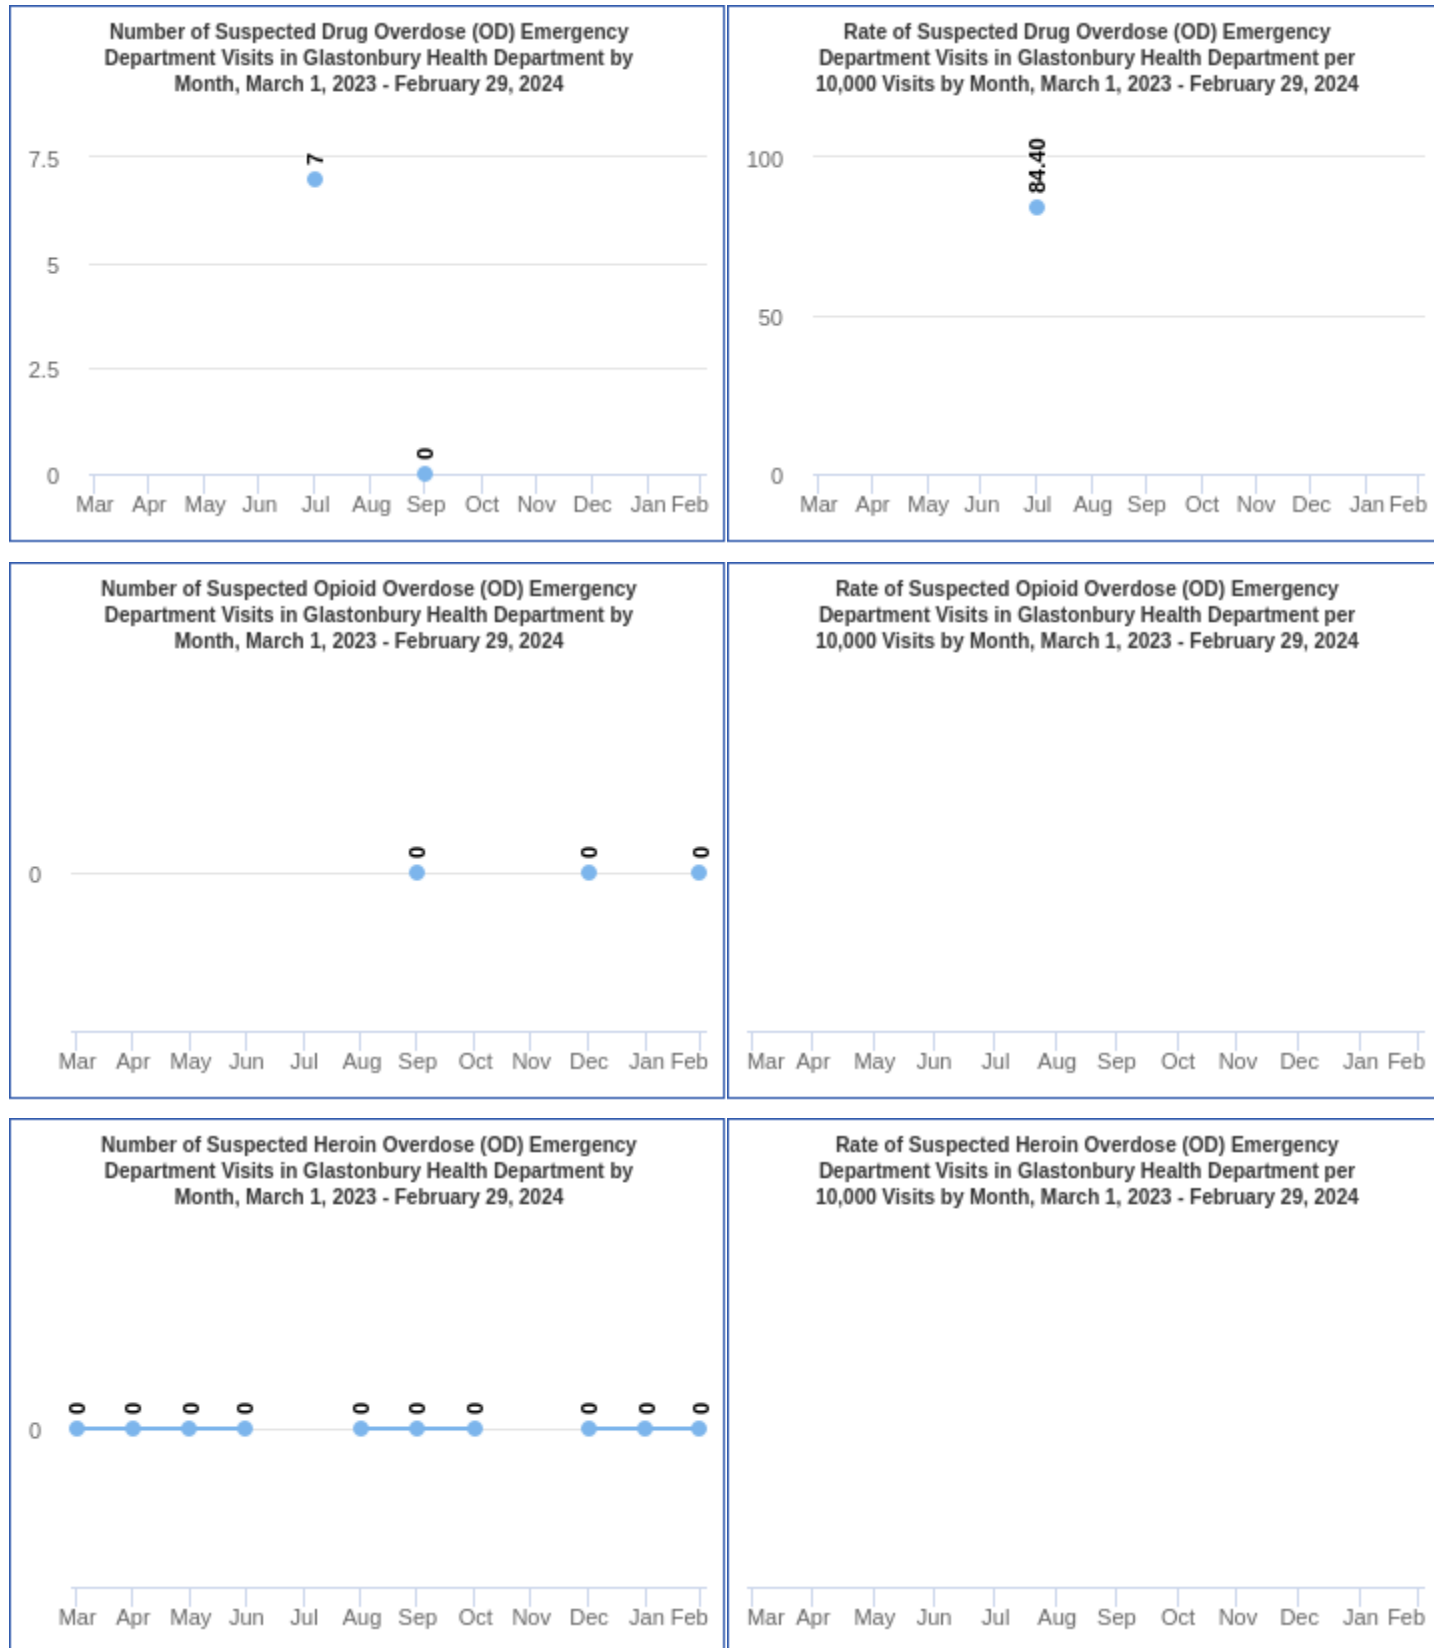 Number of Suspected Drug Overdose (OD) Emergency
Department Visits in Glastonbury Health Department by
Month, March 1, 2023 - February 29, 2024
7.5
5
2.5
0
7
0
Mar Apr May Jun Jul Aug Sep Oct Nov Dec Jan Feb
Rate of Suspected Drug Overdose (OD) Emergency
Department Visits in Glastonbury Health Department per
10,000 Visits by Month, March 1, 2023 - February 29, 2024
100
50
0
84.40
Mar Apr May Jun Jul Aug Sep Oct Nov Dec Jan Feb
Number of Suspected Opioid Overdose (OD) Emergency
Department Visits in Glastonbury Health Department by
Month, March 1, 2023 - February 29, 2024
0 0 0
0
Mar Apr May Jun Jul Aug Sep Oct Nov Dec Jan Feb
Rate of Suspected Opioid Overdose (OD) Emergency
Department Visits in Glastonbury Health Department per
10,000 Visits by Month, March 1, 2023 - February 29, 2024
Mar Apr May Jun Jul Aug Sep Oct Nov Dec Jan Feb
Number of Suspected Heroin Overdose (OD) Emergency
Department Visits in Glastonbury Health Department by
Month, March 1, 2023 - February 29, 2024
0 0 0 0 0 0 0 0 0 0
0
Mar Apr May Jun Jul Aug Sep Oct Nov Dec Jan Feb
Rate of Suspected Heroin Overdose (OD) Emergency
Department Visits in Glastonbury Health Department per
10,000 Visits by Month, March 1, 2023 - February 29, 2024
Mar Apr May Jun Jul Aug Sep Oct Nov Dec Jan Feb